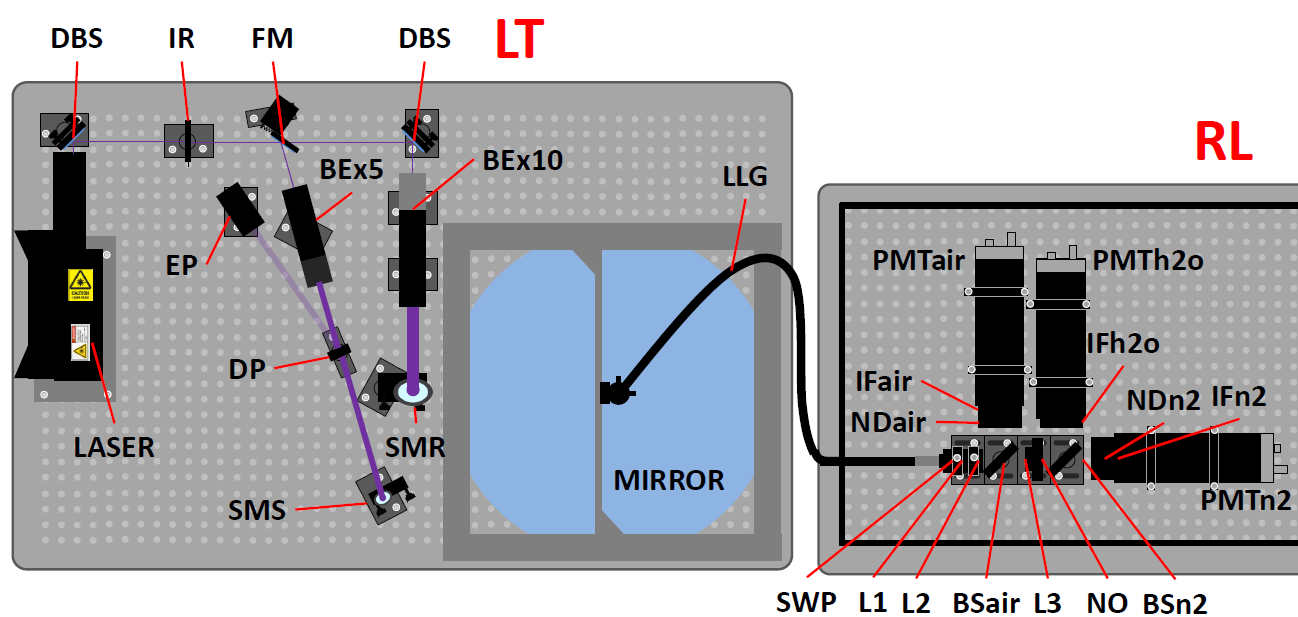 LT
DBS
IR
FM
DBS
RL
BEx5
BEx10
LLG
EP
PMTair
PMTh2o
CAUTION
IFh2o
DP
IFair
NDair
NDn2
IFn2
LASER
SMR
MIRROR
SMS
PMTn2
SWP
L1
L2
BSair
L3
NO
BSn2